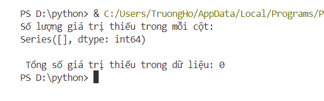 PS D:\python> & C:/Users/TruongHo/AppData/Local/Programs/P
Số lượng giá trị thiếu trong mỗi cột:
Series([], dtype: int64)
Tổng số giá trị thiếu trong dữ liệu: 0
PS D:\python>